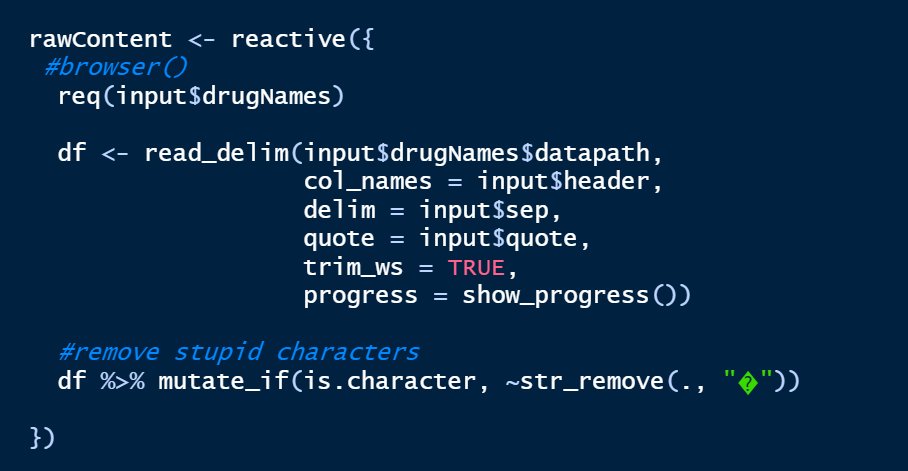 rawContent <- reactive({
#browser()
req(input$drugNames)
df <- read_delim(input$drugNames$datapath,
col_names = input$header,
delim = input$sep,
quote = input$quote,
trim_ws = TRUE,
progress = show_progress())
#remove stupid characters
df %>% mutate_if(is.character, ~str_remove(., "�"))
})